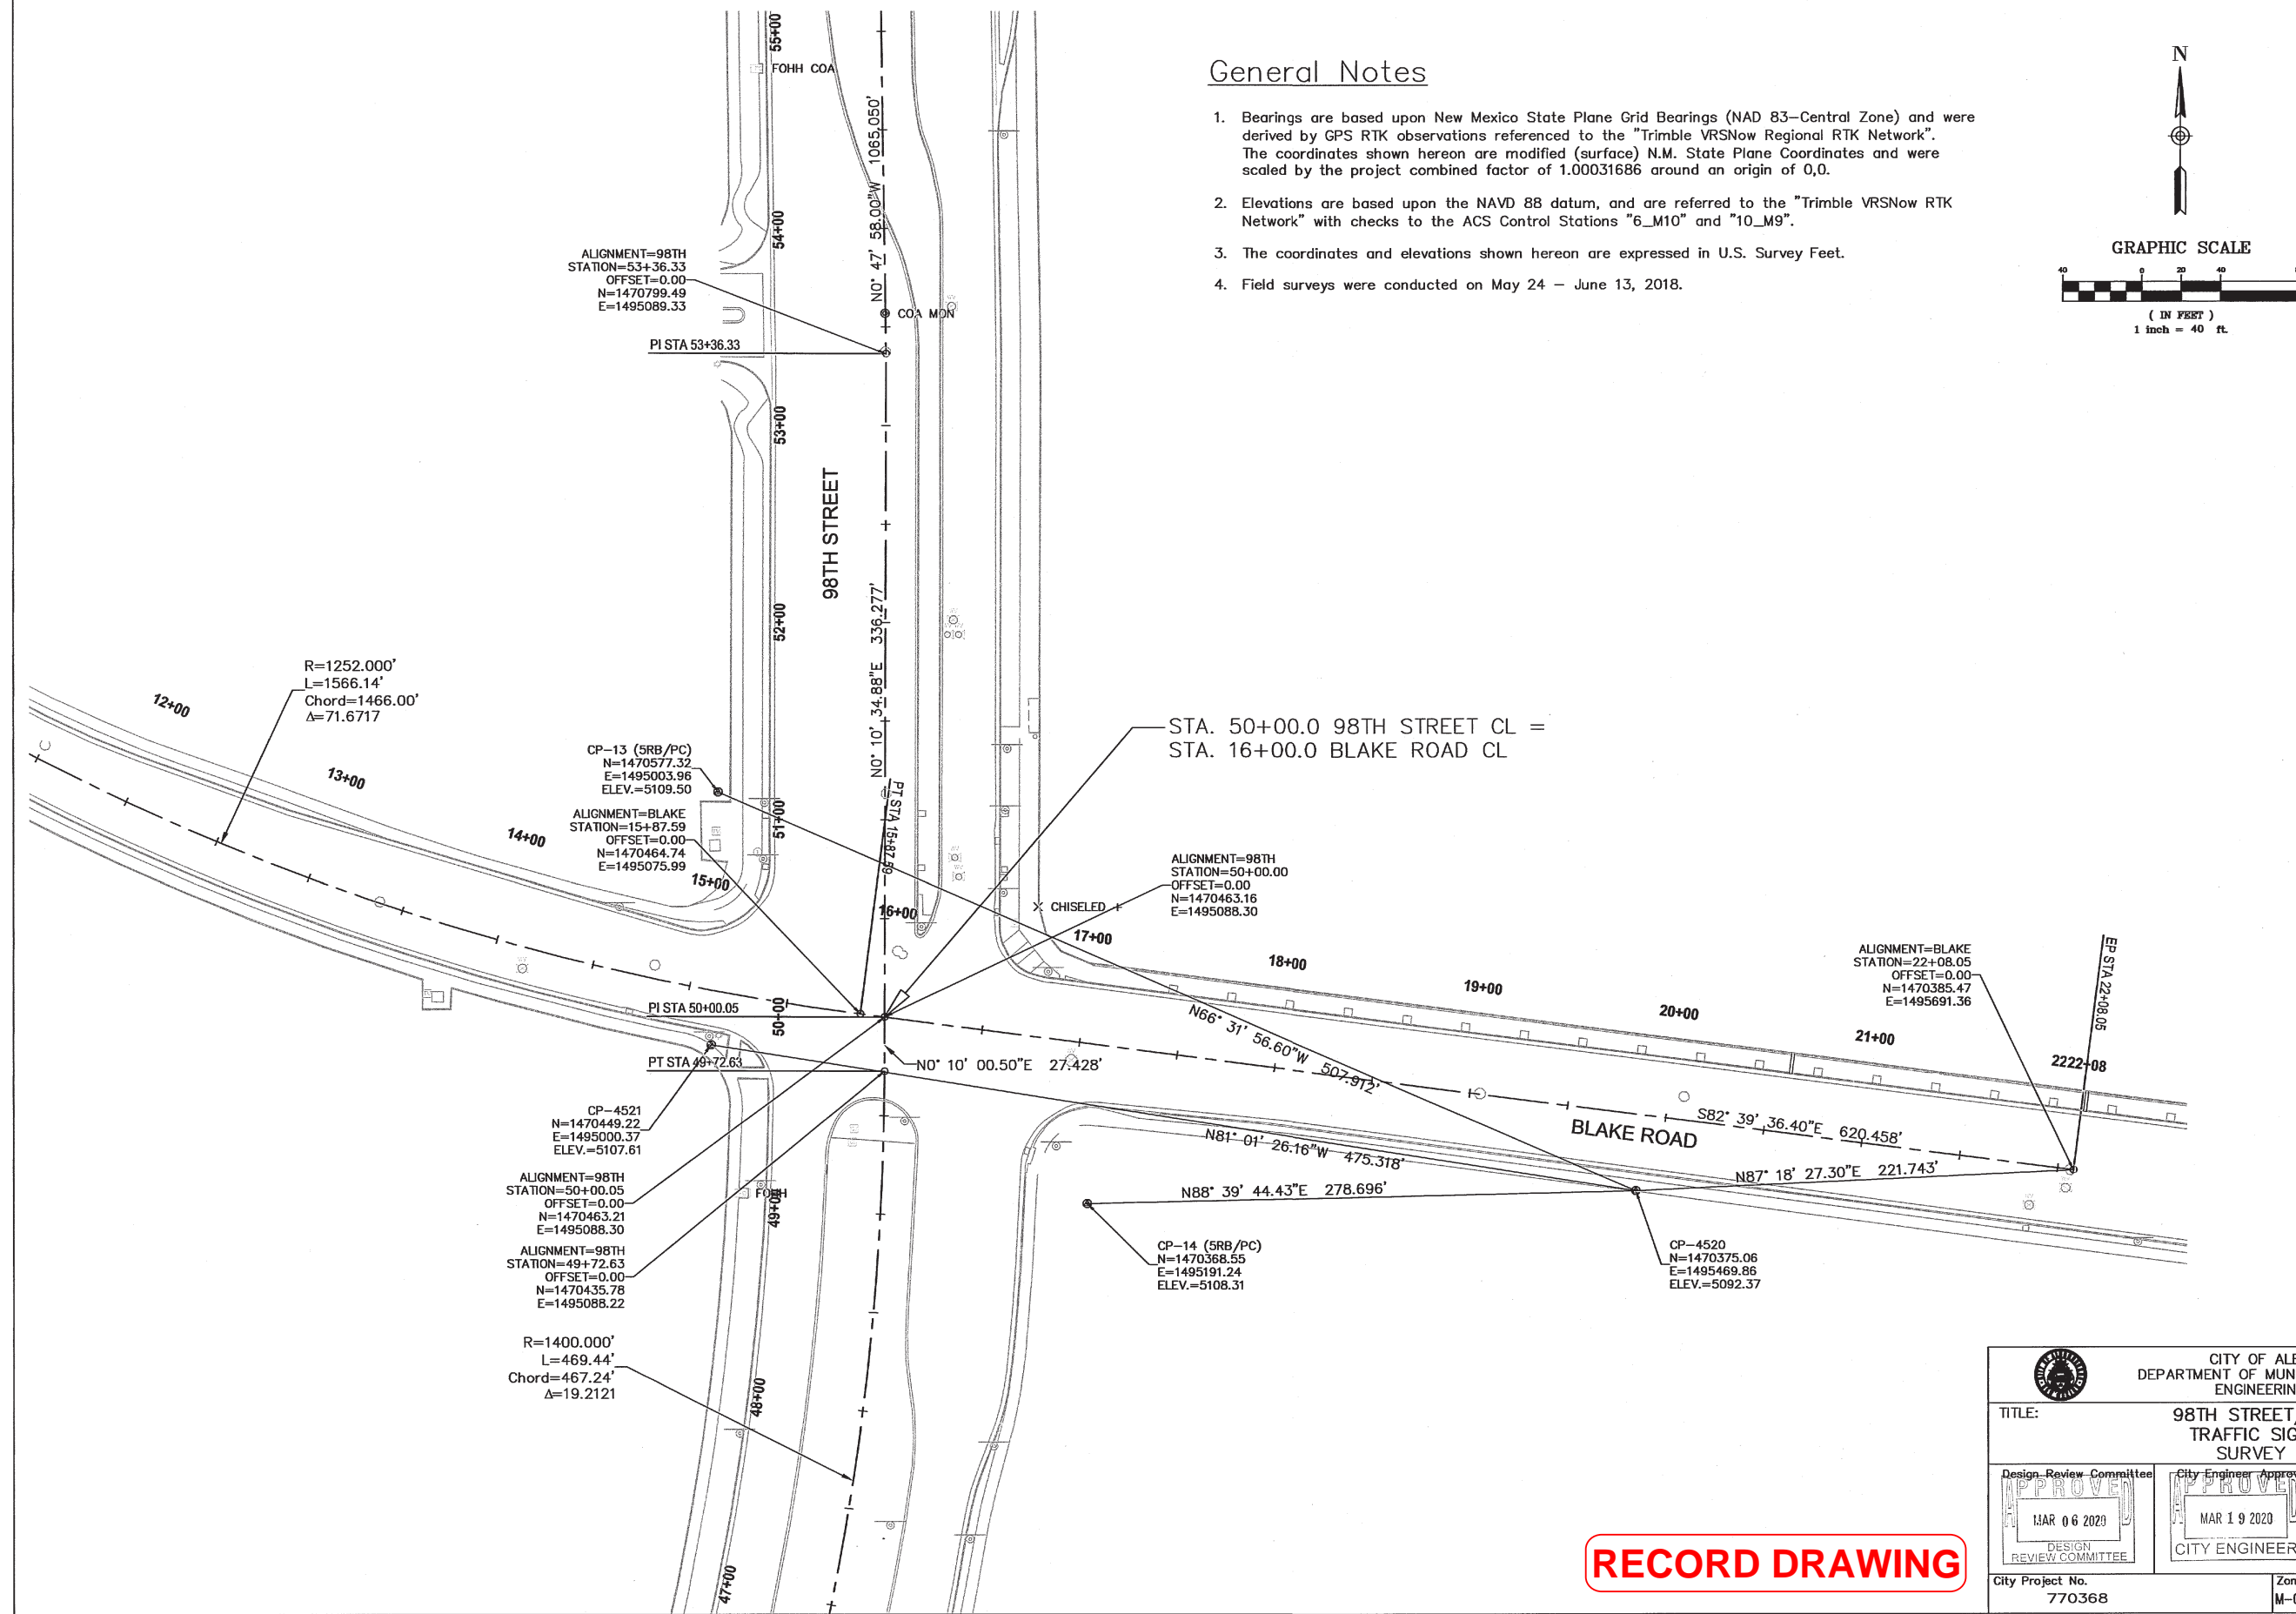 General Notes
1. Bearings are based upon New Mexico State Plane Grid Bearings (NAD 83-Central Zone) and were
derived by GPS RTK observations referenced to the "Trimble VRSNow Regional RTK Network".
The coordinates shown hereon are modified (surface) N.M. State Plane Coordinates and were
scaled by the project combined factor of 1.00031686 around an origin of 0,0.
2. Elevations are based upon the NAVD 88 datum, and are referred to the "Trimble VRSNow RTK
Network" with checks to the ACS Control Stations "6_M10" and "10_M9".
3. The coordinates and elevations shown hereon are expressed in U.S. Survey Feet.
4. Field surveys were conducted on May 24 - June 13, 2018.
N
GRAPHIC SCALE
40 0 20 40
( IN FEET )
1 inch = 40 ft.
55+00
FOHH COA
N0° 47' 58.00"W 1065.050'
54+00
ALIGNMENT=98TH
STATION=53+36.33
OFFSET=0.00
N=1470799.49
E=1495089.33
COA MON
PI STA 53+36.33
53+00
98TH STREET
52+00
N0° 10' 34.88"E 336.277'
R=1252.000'
L=1566.14'
Chord=1466.00'
Δ=71.6717
12+00
13+00
14+00
15+00
16+00
17+00
18+00
19+00
20+00
21+00
2222+08
STA. 50+00.0 98TH STREET CL =
STA. 16+00.0 BLAKE ROAD CL
CP-13 (5RB/PC)
N=1470577.32
E=1495003.96
ELEV.=5109.50
ALIGNMENT=BLAKE
STATION=15+87.59
OFFSET=0.00
N=1470464.74
E=1495075.99
51+00
PT STA 15+87.59
ALIGNMENT=98TH
STATION=50+00.00
OFFSET=0.00
N=1470463.16
E=1495088.30
CHISELED +
ALIGNMENT=BLAKE
STATION=22+08.05
OFFSET=0.00
N=1470385.47
E=1495691.36
EP STA 22+08.05
PI STA 50+00.05
50+00
PT STA 49+72.63
N0° 10' 00.50"E 27.428'
N66° 31' 56.60"W 507.912'
S82° 39' 36.40"E 620.458'
BLAKE ROAD
N81° 01' 26.16"W 475.318'
N87° 18' 27.30"E 221.743'
N88° 39' 44.43"E 278.696'
CP-4521
N=1470449.22
E=1495000.37
ELEV.=5107.61
ALIGNMENT=98TH
STATION=50+00.05
OFFSET=0.00
N=1470463.21
E=1495088.30
FOHH
49+00
ALIGNMENT=98TH
STATION=49+72.63
OFFSET=0.00
N=1470435.78
E=1495088.22
CP-14 (5RB/PC)
N=1470368.55
E=1495191.24
ELEV.=5108.31
CP-4520
N=1470375.06
E=1495469.86
ELEV.=5092.37
R=1400.000'
L=469.44'
Chord=467.24'
Δ=19.2121
48+00
47+00
RECORD DRAWING
CITY OF ALB
DEPARTMENT OF MUN
ENGINEERIN
TITLE:
98TH STREET,
TRAFFIC SIG
SURVEY
Design Review Committee
APPROVED
MAR 06 2020
DESIGN
REVIEW COMMITTEE
City Engineer Approv
APPROVED
MAR 19 2020
CITY ENGINEER
City Project No.
770368
Zon